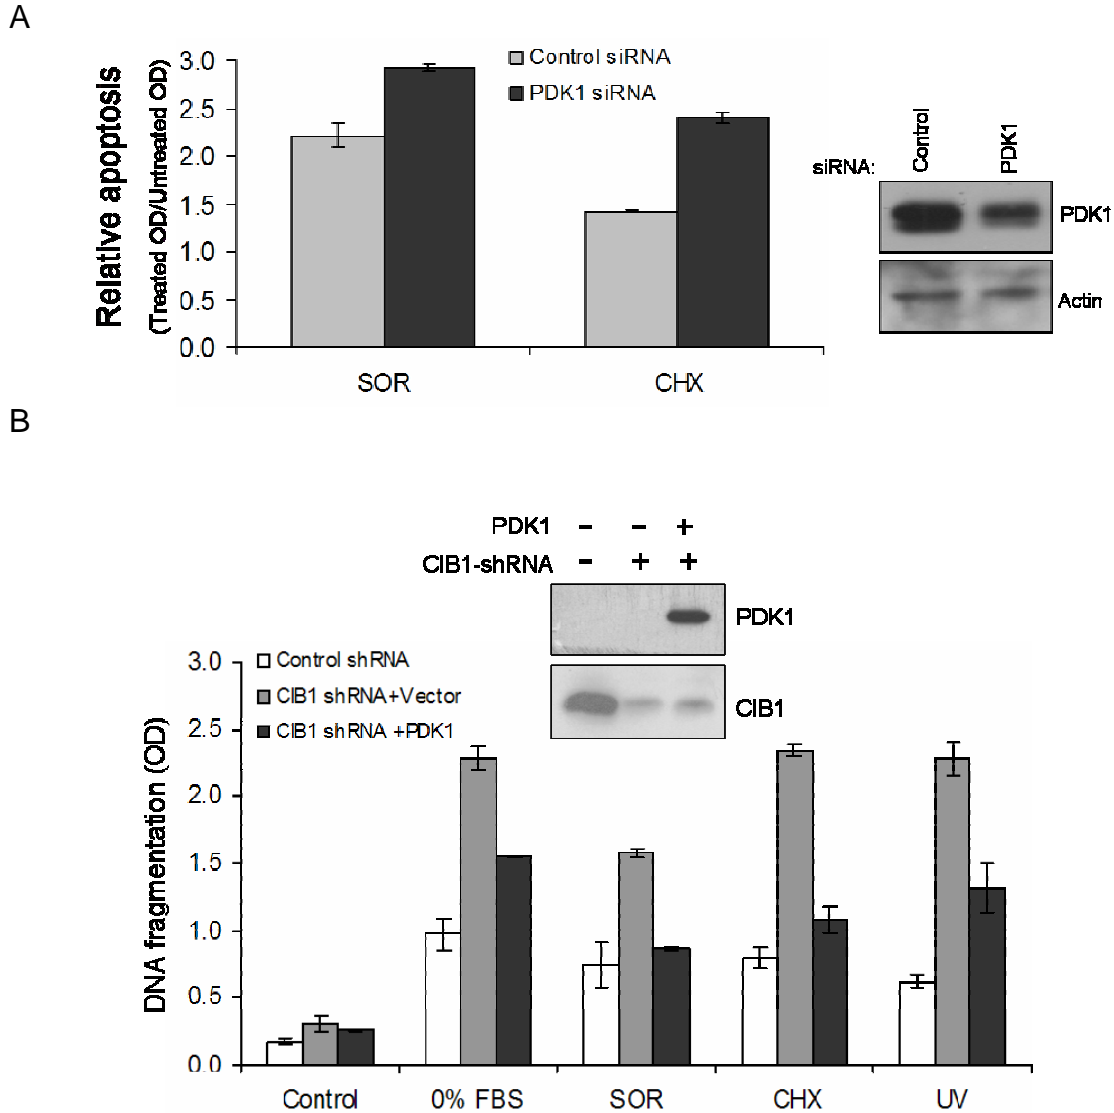 A
Relative apoptosis
(Treated OD/Untreated OD)
3.0
2.5
2.0
1.5
1.0
0.5
0.0
Control siRNA
PDK1 siRNA
SOR
CHX
siRNA:
Control
PDK1
PDK1
Actin
B
PDK1 - - +
CIB1-shRNA - + +
PDK1
CIB1
DNA fragmentation (OD)
3.0
2.5
2.0
1.5
1.0
0.5
0.0
Control shRNA
CIB1 shRNA+Vector
CIB1 shRNA +PDK1
Control
0% FBS
SOR
CHX
UV